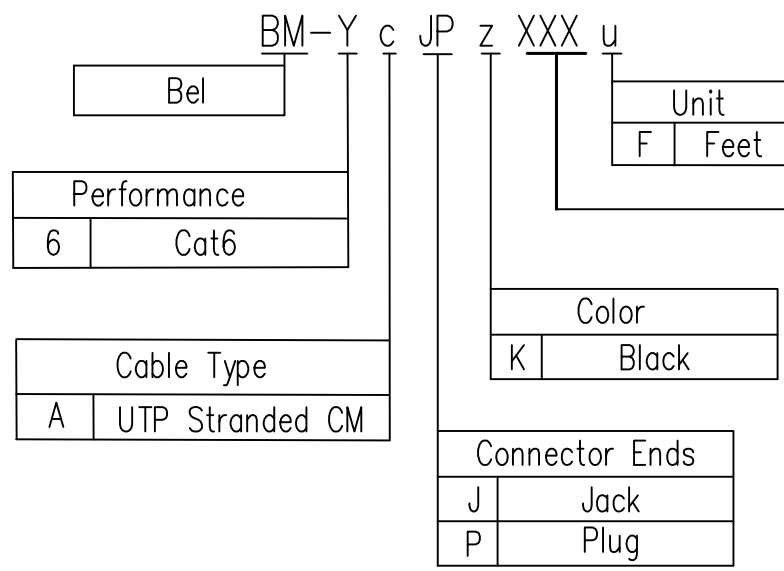 BM-Y c JP z XXX u
Bel
Unit
F Feet
Performance
6 Cat6
Color
K Black
Cable Type
A UTP Stranded CM
Connector Ends
J Jack
P Plug